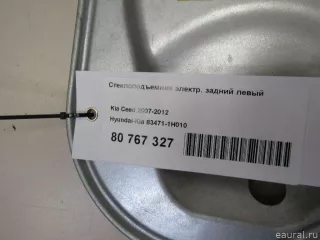 Стеклоподъемник электр. задний левый
Kia Ceed 2007-2012
Hyundai-Kia 83471-1H010
80 767 327
© eaural.ru